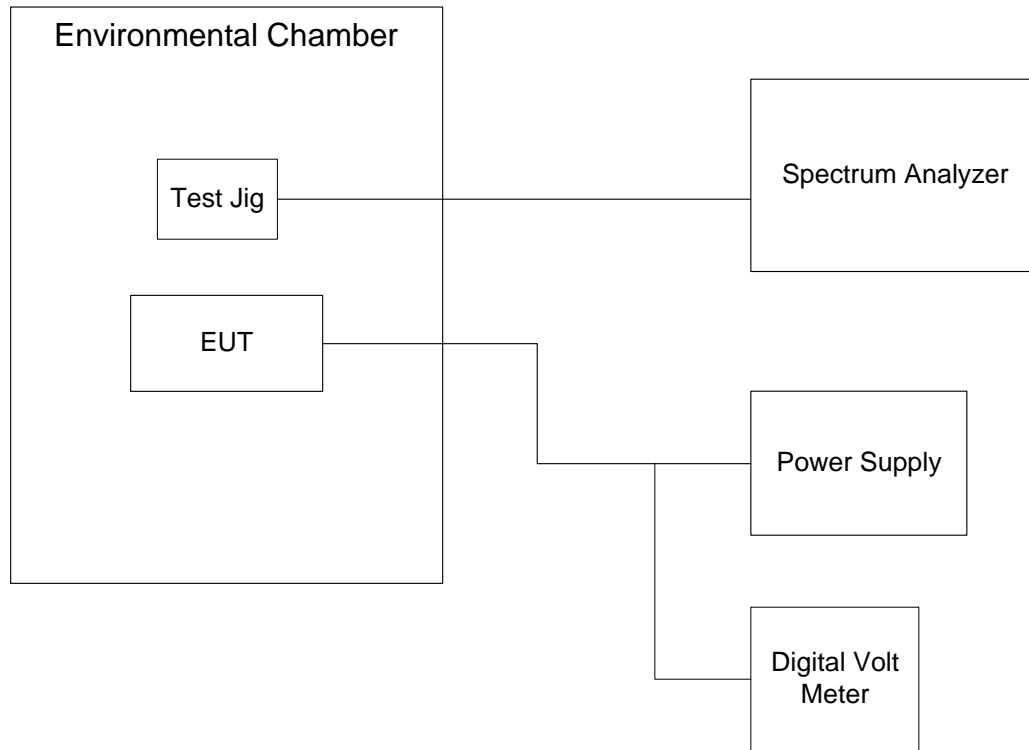 Environmental Chamber
Test Jig
Spectrum Analyzer
EUT
Power Supply
Digital Volt
Meter